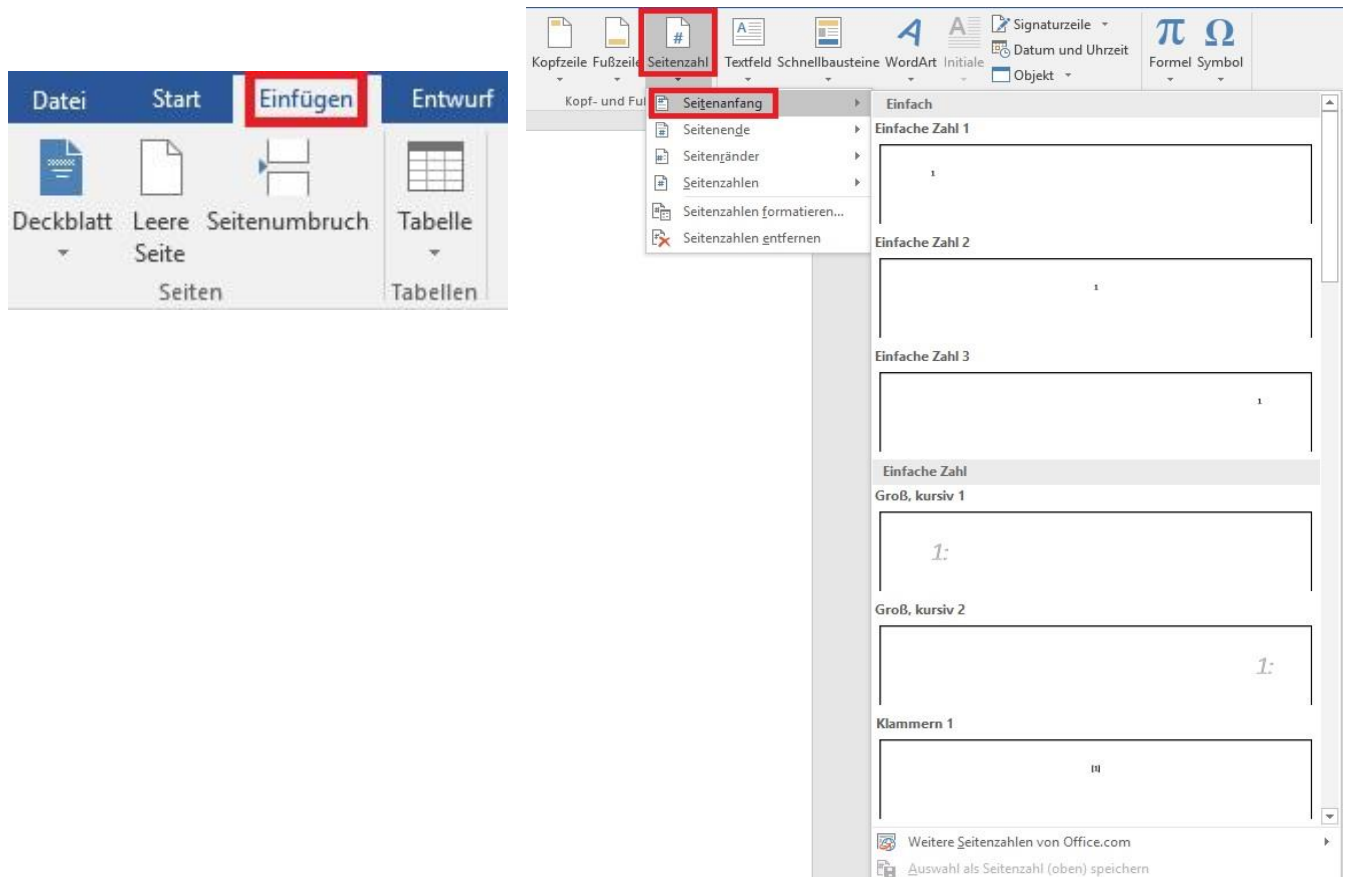 Datei Start Einfügen Entwurf
Deckblatt Leere Seite Seitenumbruch Tabelle
Seiten Tabellen
Kopfzeile Fußzeile Seitenzahl Textfeld Schnellbausteine WordArt Initiale
Signaturzeile
Datum und Uhrzeit
Objekt
Formel Symbol
Kopf- und Fu
Seitenanfang
Seitenende
Seitenränder
Seitenzahlen
Seitenzahlen formatieren...
Seitenzahlen entfernen
Einfach
Einfache Zahl 1
1
Einfache Zahl 2
1
Einfache Zahl 3
1
Einfache Zahl
Groß, kursiv 1
1:
Groß, kursiv 2
1:
Klammern 1
[1]
Weitere Seitenzahlen von Office.com
Auswahl als Seitenzahl (oben) speichern